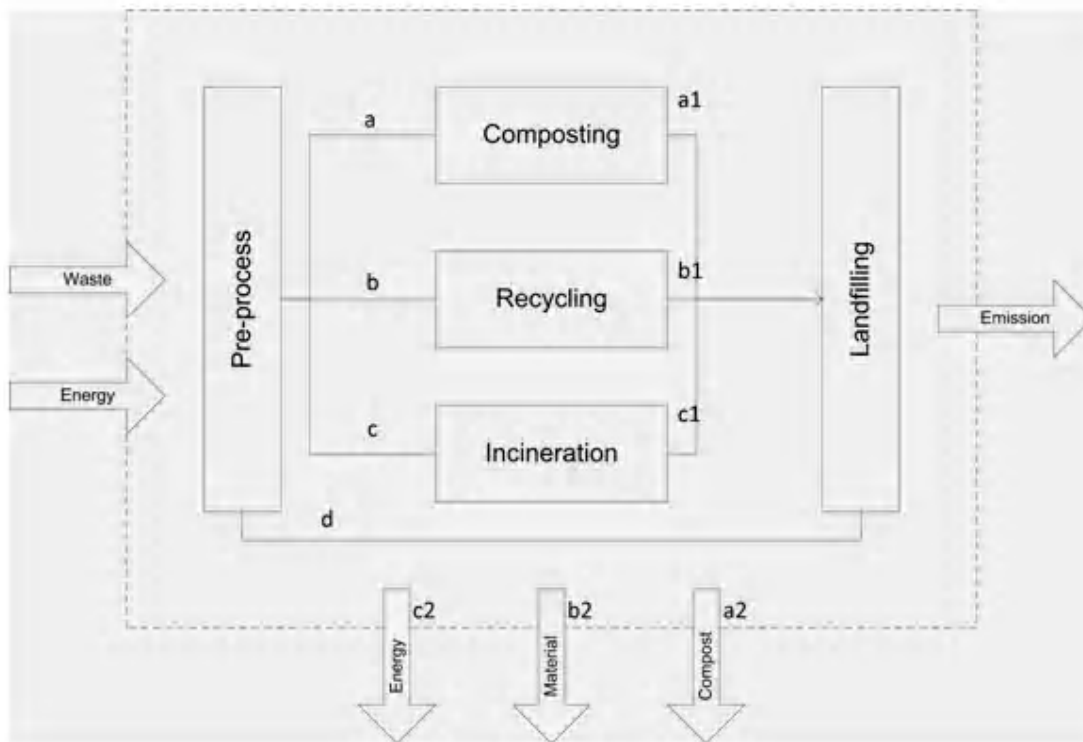 a
Composting
a1
Pre-process
Landfilling
Waste
b
Recycling
b1
Emission
Energy
c
Incineration
c1
d
c2
Energy
b2
Material
a2
Compost